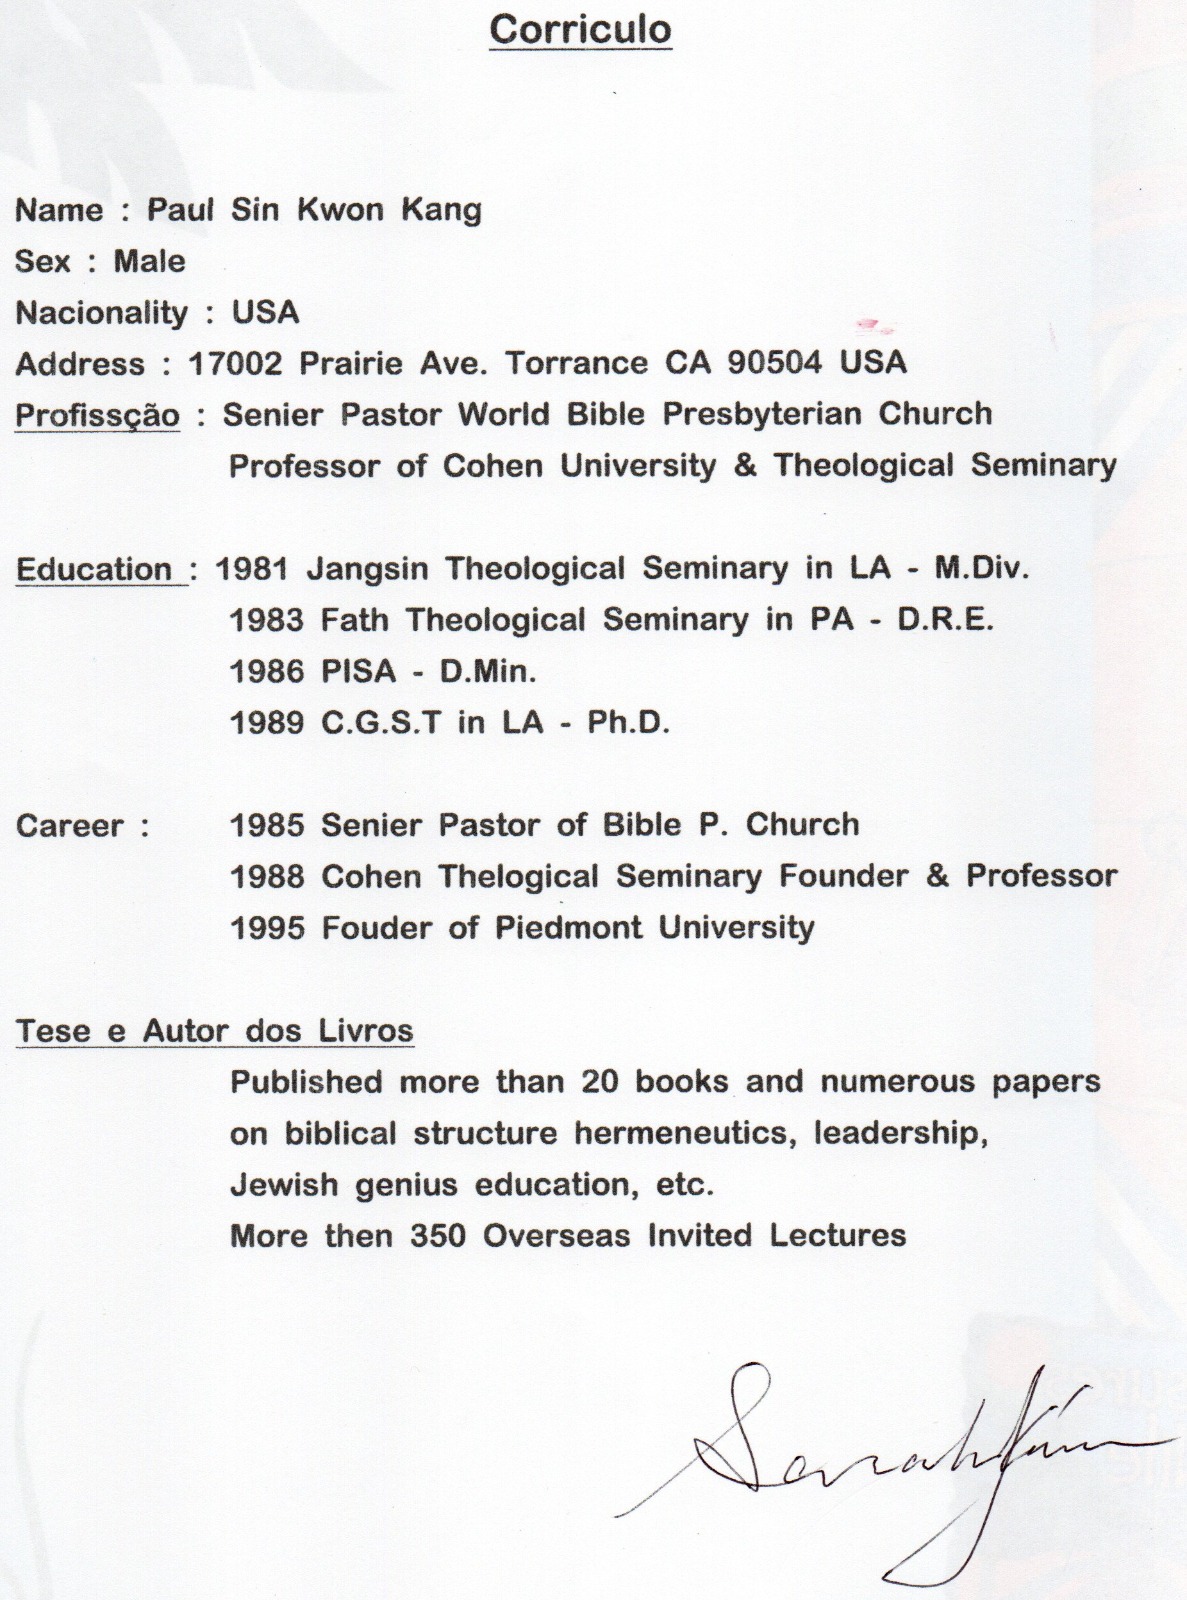 Corriculo
Name : Paul Sin Kwon Kang
Sex : Male
Nacionality : USA
Address : 17002 Prairie Ave. Torrance CA 90504 USA
Profissção : Senier Pastor World Bible Presbyterian Church
Professor of Cohen University & Theological Seminary
Education : 1981 Jangsin Theological Seminary in LA - M.Div.
1983 Fath Theological Seminary in PA - D.R.E.
1986 PISA - D.Min.
1989 C.G.S.T in LA - Ph.D.
Career : 1985 Senier Pastor of Bible P. Church
1988 Cohen Thelogical Seminary Founder & Professor
1995 Fouder of Piedmont University
Tese e Autor dos Livros
Published more than 20 books and numerous papers
on biblical structure hermeneutics, leadership,
Jewish genius education, etc.
More then 350 Overseas Invited Lectures
Sarah